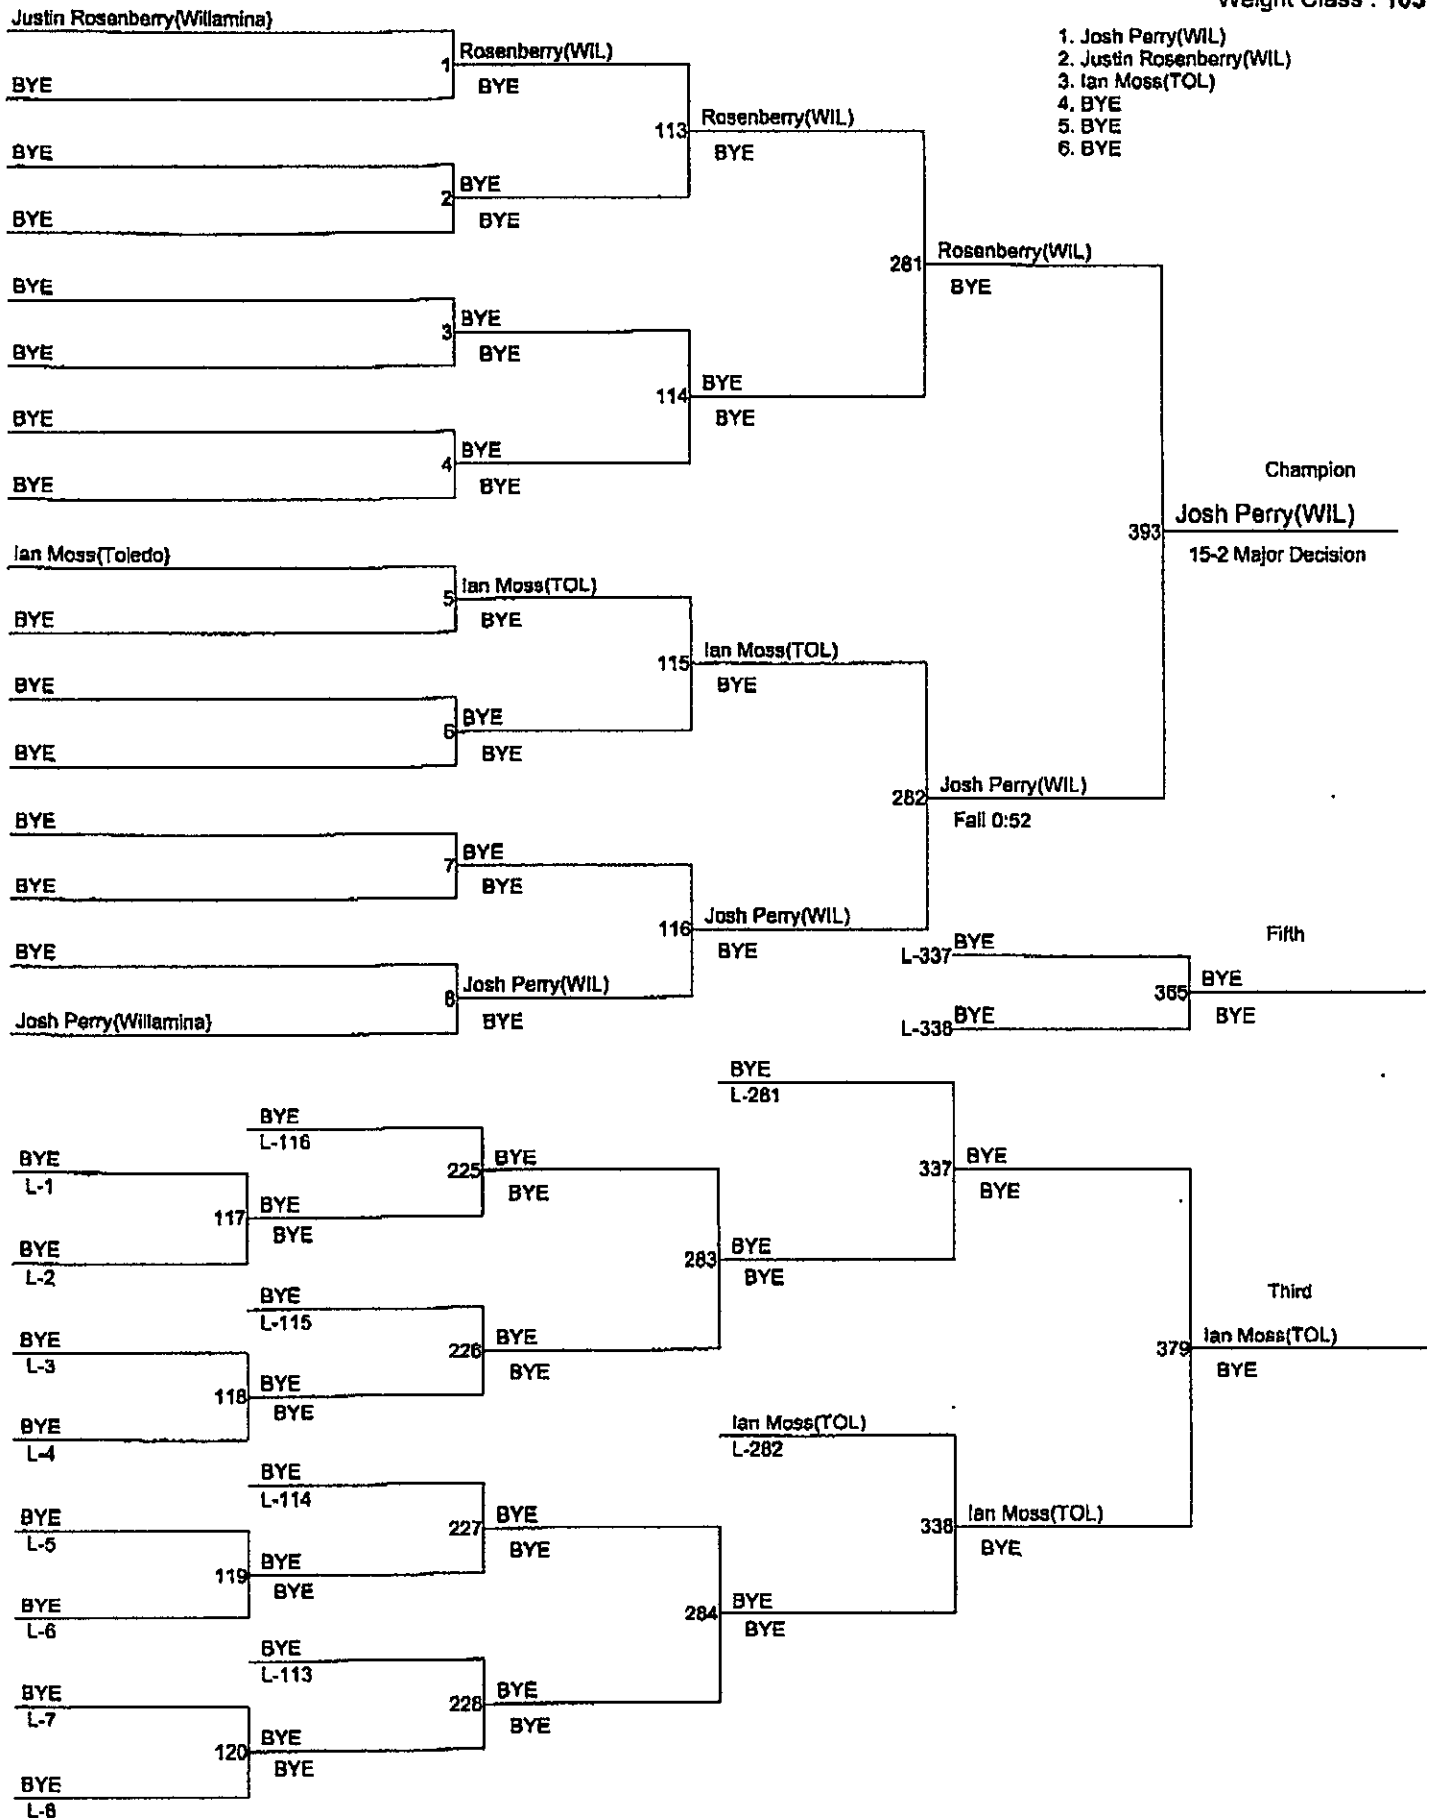 Weight Class : 103
1. Josh Perry(WIL)
2. Justin Rosenberry(WIL)
3. Ian Moss(TOL)
4. BYE
5. BYE
6. BYE
Justin Rosenberry(Willamina)
1 Rosenberry(WIL)
BYE
BYE
113 Rosenberry(WIL)
BYE
BYE
2 BYE
BYE
BYE
281 Rosenberry(WIL)
BYE
BYE
3 BYE
BYE
BYE
114 BYE
BYE
BYE
4 BYE
BYE
BYE
Champion
393 Josh Perry(WIL)
15-2 Major Decision
Ian Moss(Toledo)
5 Ian Moss(TOL)
BYE
BYE
115 Ian Moss(TOL)
BYE
BYE
6 BYE
BYE
BYE
282 Josh Perry(WIL)
Fall 0:52
BYE
7 BYE
BYE
BYE
116 Josh Perry(WIL)
BYE
BYE
8 Josh Perry(WIL)
BYE
Josh Perry(Willamina)
Fifth
L-337 BYE
365 BYE
BYE
L-338 BYE
BYE
L-281
BYE
L-116
225 BYE
BYE
337 BYE
BYE
BYE
L-1
117 BYE
BYE
BYE
L-2
283 BYE
BYE
BYE
L-115
226 BYE
BYE
BYE
L-3
118 BYE
BYE
BYE
L-4
Third
379 Ian Moss(TOL)
BYE
Ian Moss(TOL)
L-282
BYE
L-114
227 BYE
BYE
338 Ian Moss(TOL)
BYE
BYE
L-5
119 BYE
BYE
BYE
L-6
284 BYE
BYE
BYE
L-113
228 BYE
BYE
BYE
L-7
120 BYE
BYE
BYE
L-8